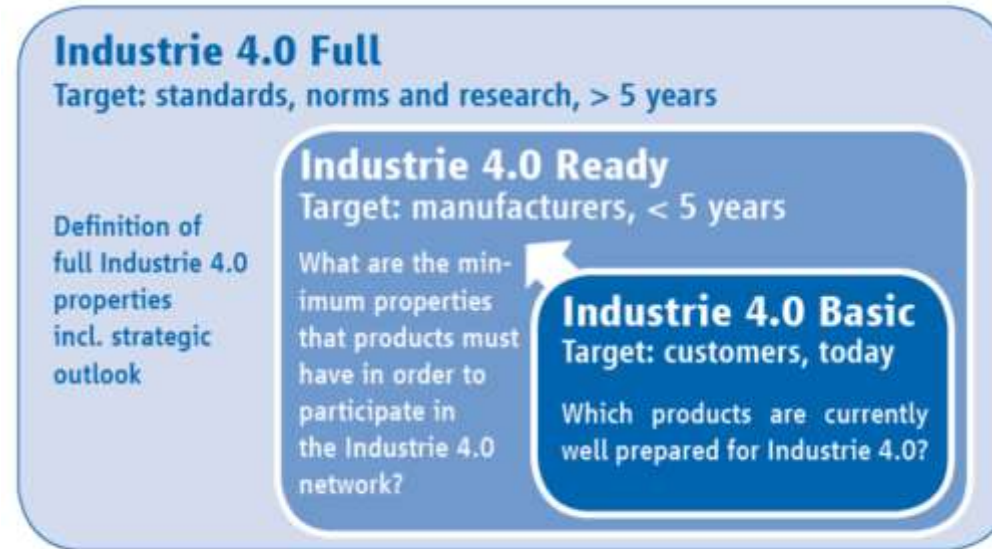 Industrie 4.0 Full
Target: standards, norms and research, > 5 years
Definition of
full Industrie 4.0
properties
incl. strategic
outlook
Industrie 4.0 Ready
Target: manufacturers, < 5 years
What are the min-
imum properties
that products must
have in order to
participate in
the Industrie 4.0
network?
Industrie 4.0 Basic
Target: customers, today
Which products are currently
well prepared for Industrie 4.0?